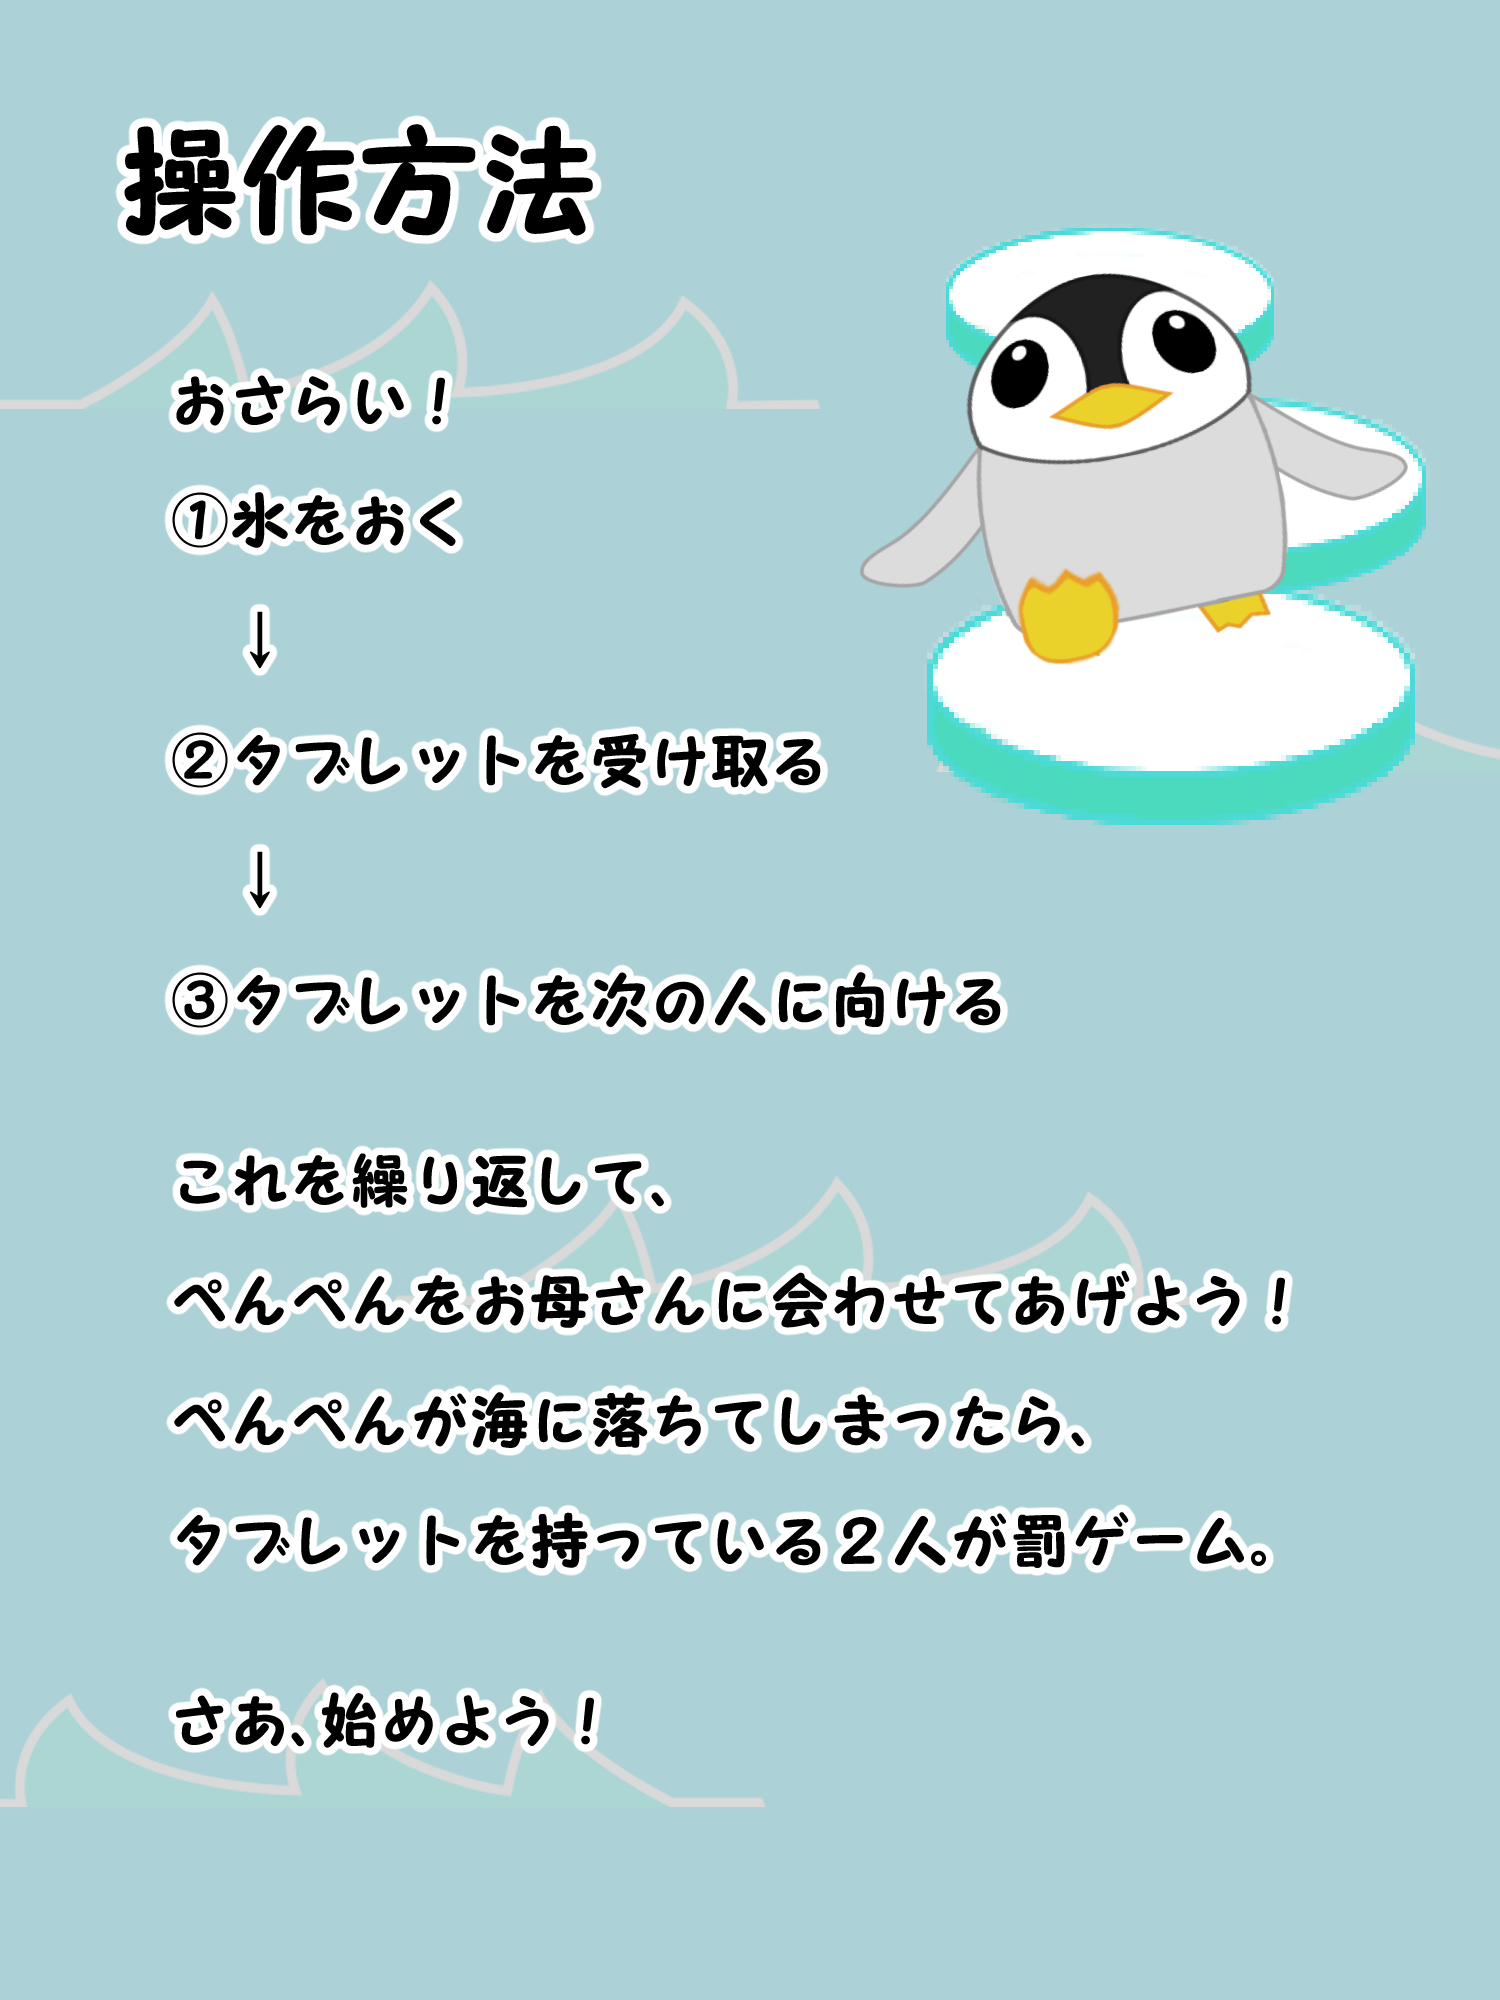 操作方法
おさらい！
①氷をおく
↓
②タブレットを受け取る
↓
③タブレットを次の人に向ける
これを繰り返して、
ぺんぺんをお母さんに会わせてあげよう！
ぺんぺんが海に落ちてしまったら、
タブレットを持っている２人が罰ゲーム。
さあ、始めよう！